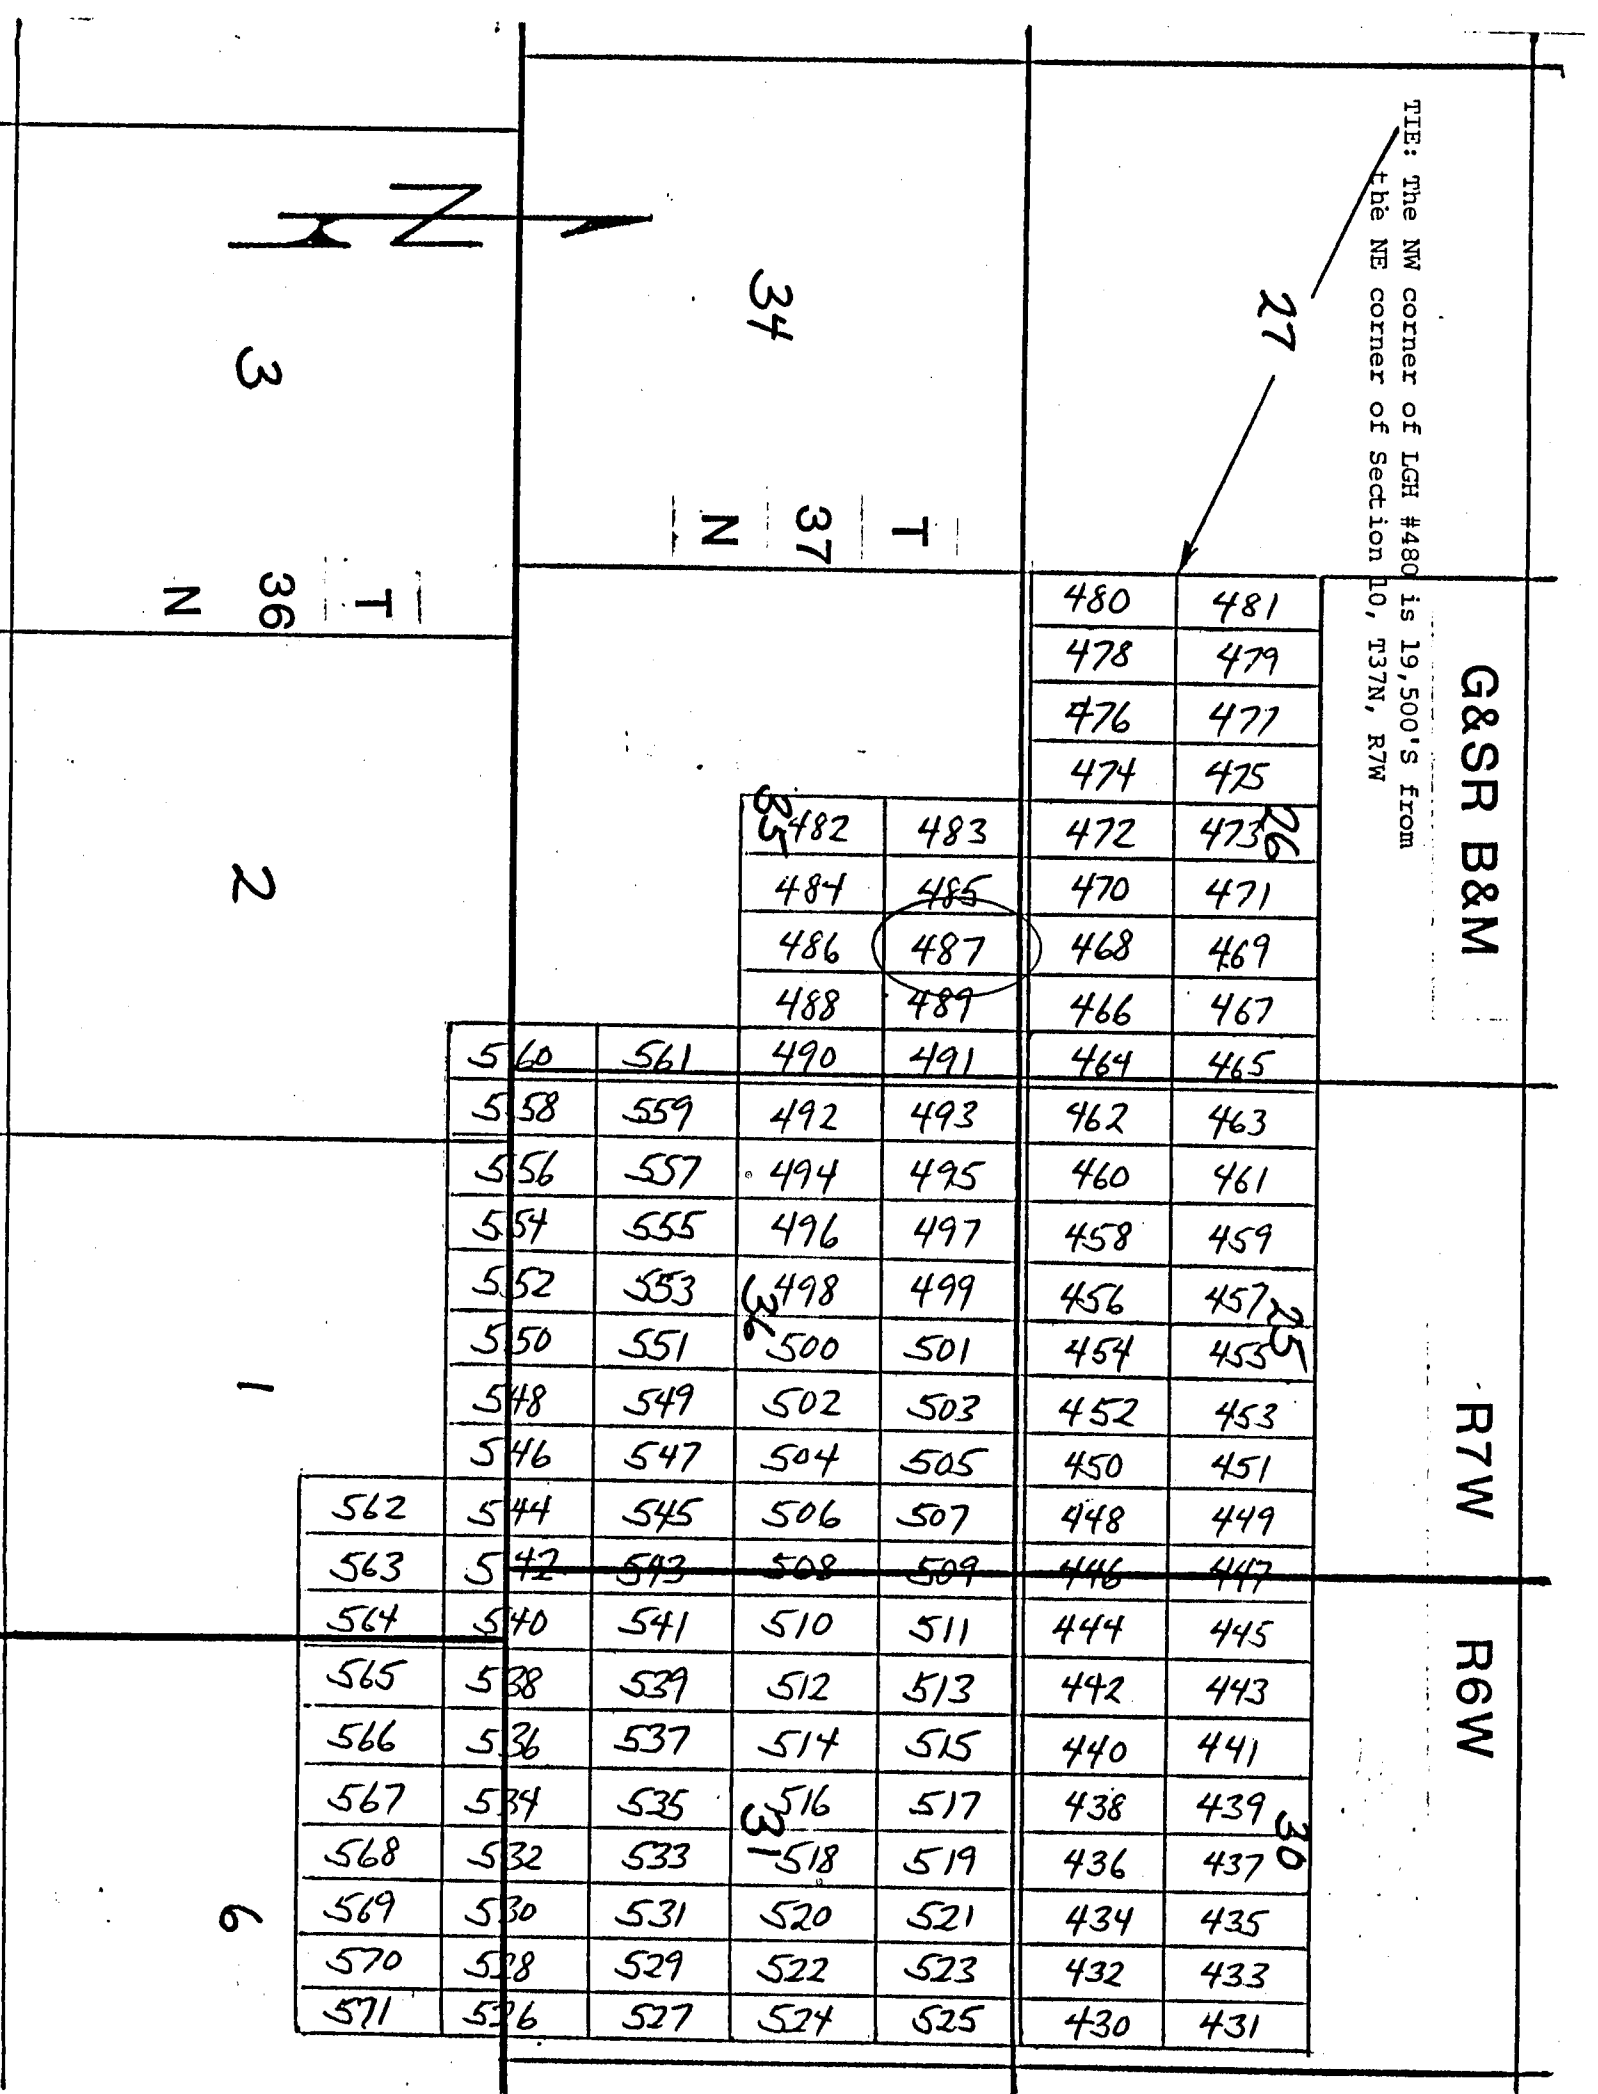 TIE: The NW corner of LGH #480 is 19,500'S from
the NE corner of Section 10, T37N, R7W
G&SR B&M
R7W
R6W
27
34
3
N
T
37
N
T
36
N
2
1
6
26
35
25
36
30
31
480 481
478 479
476 477
474 475
482 483 472 473
484 485 470 471
486 487 468 469
488 489 466 467
560 561 490 491 464 465
558 559 492 493 462 463
556 557 494 495 460 461
554 555 496 497 458 459
552 553 498 499 456 457
550 551 500 501 454 455
548 549 502 503 452 453
546 547 504 505 450 451
562 544 545 506 507 448 449
563 542 543 508 509 446 447
564 540 541 510 511 444 445
565 538 539 512 513 442 443
566 536 537 514 515 440 441
567 534 535 516 517 438 439
568 532 533 518 519 436 437
569 530 531 520 521 434 435
570 528 529 522 523 432 433
571 526 527 524 525 430 431